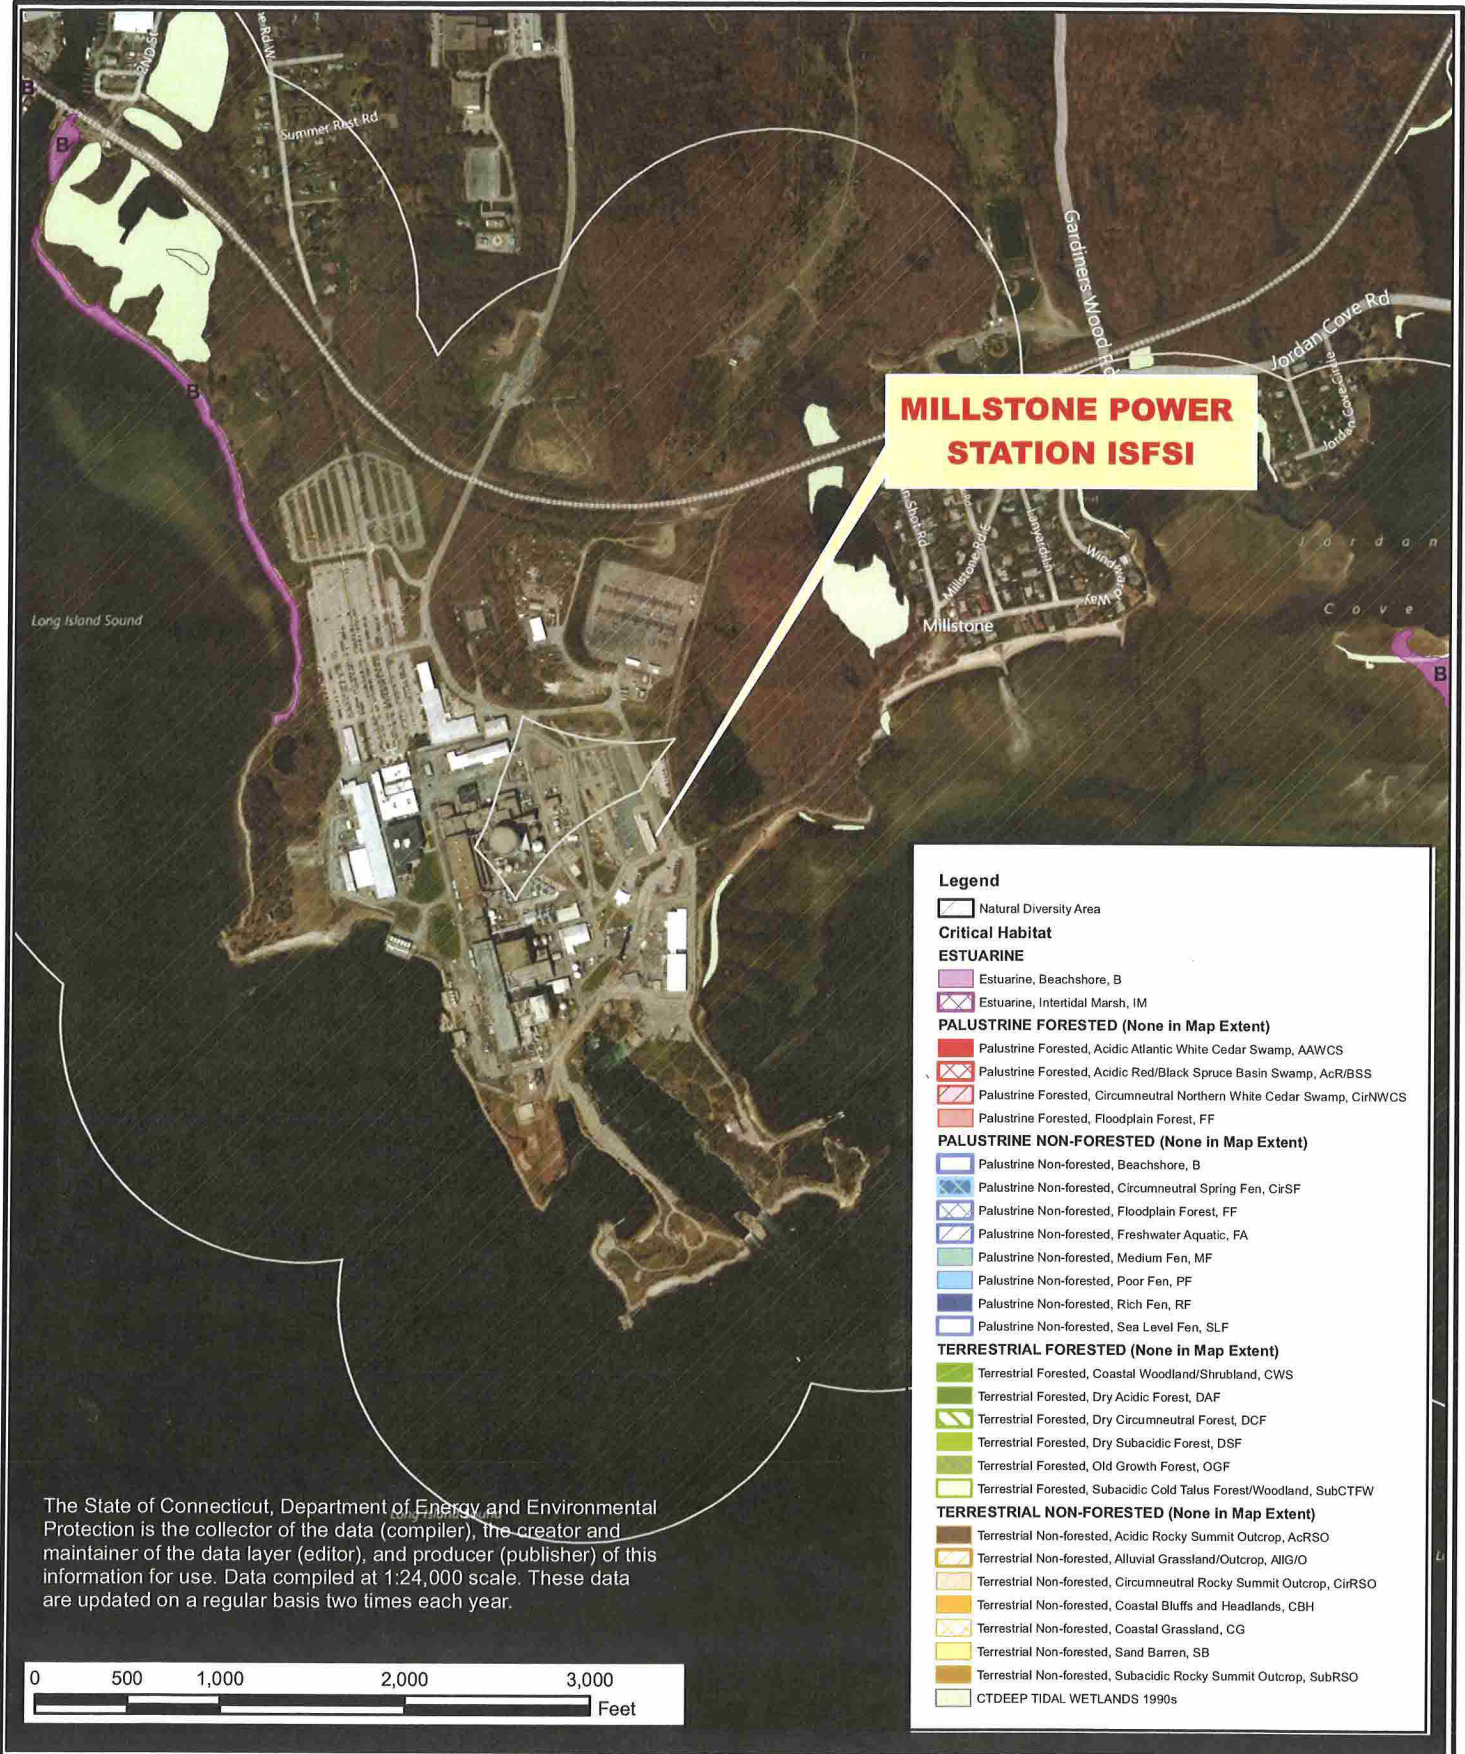 2ND St
Summer Rest Rd
B
B
B
Gardiners Wood Rd
Jordan Cove Rd
Jordan Cove Circle
MILLSTONE POWER
STATION ISFSI
Millstone Rd E
Windward Way
Millstone
Jordan
Cove
B
Long Island Sound
Legend
Natural Diversity Area
Critical Habitat
ESTUARINE
Estuarine, Beachshore, B
Estuarine, Intertidal Marsh, IM
PALUSTRINE FORESTED (None in Map Extent)
Palustrine Forested, Acidic Atlantic White Cedar Swamp, AAWCS
Palustrine Forested, Acidic Red/Black Spruce Basin Swamp, AcR/BSS
Palustrine Forested, Circumneutral Northern White Cedar Swamp, CirNWCS
Palustrine Forested, Floodplain Forest, FF
PALUSTRINE NON-FORESTED (None in Map Extent)
Palustrine Non-forested, Beachshore, B
Palustrine Non-forested, Circumneutral Spring Fen, CirSF
Palustrine Non-forested, Floodplain Forest, FF
Palustrine Non-forested, Freshwater Aquatic, FA
Palustrine Non-forested, Medium Fen, MF
Palustrine Non-forested, Poor Fen, PF
Palustrine Non-forested, Rich Fen, RF
Palustrine Non-forested, Sea Level Fen, SLF
TERRESTRIAL FORESTED (None in Map Extent)
Terrestrial Forested, Coastal Woodland/Shrubland, CWS
Terrestrial Forested, Dry Acidic Forest, DAF
Terrestrial Forested, Dry Circumneutral Forest, DCF
Terrestrial Forested, Dry Subacidic Forest, DSF
Terrestrial Forested, Old Growth Forest, OGF
Terrestrial Forested, Subacidic Cold Talus Forest/Woodland, SubCTFW
TERRESTRIAL NON-FORESTED (None in Map Extent)
Terrestrial Non-forested, Acidic Rocky Summit Outcrop, AcRSO
Terrestrial Non-forested, Alluvial Grassland/Outcrop, AllG/O
Terrestrial Non-forested, Circumneutral Rocky Summit Outcrop, CirRSO
Terrestrial Non-forested, Coastal Bluffs and Headlands, CBH
Terrestrial Non-forested, Coastal Grassland, CG
Terrestrial Non-forested, Sand Barren, SB
Terrestrial Non-forested, Subacidic Rocky Summit Outcrop, SubRSO
CTDEEP TIDAL WETLANDS 1990s
Long Island Sound
The State of Connecticut, Department of Energy and Environmental
Protection is the collector of the data (compiler), the creator and
maintainer of the data layer (editor), and producer (publisher) of this
information for use. Data compiled at 1:24,000 scale. These data
are updated on a regular basis two times each year.
0 500 1,000 2,000 3,000
Feet